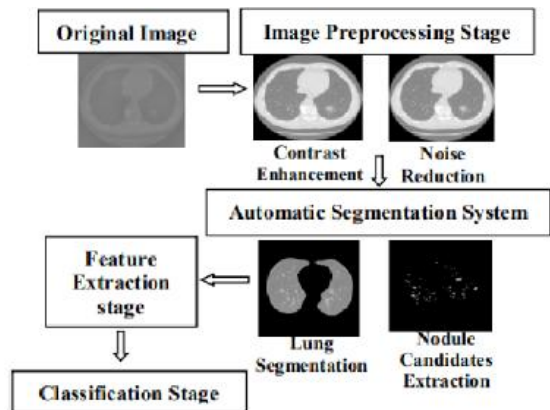 Original Image
Image Preprocessing Stage
Contrast
Enhancement
Noise
Reduction
Automatic Segmentation System
Feature
Extraction
stage
Lung
Segmentation
Nodule
Candidates
Extraction
Classification Stage